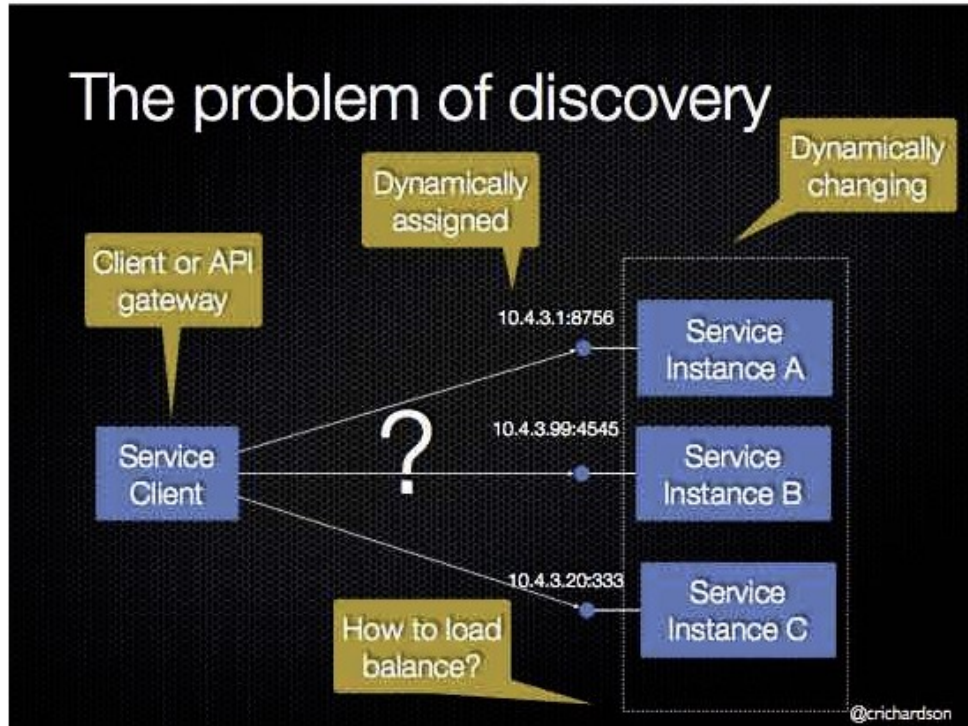 The problem of discovery
Dynamically
changing
Dynamically
assigned
Client or API
gateway
10.4.3.1:8756
Service
Instance A
?
10.4.3.99:4545
Service
Client
Service
Instance B
10.4.3.20:333
Service
Instance C
How to load
balance?
@crichardson